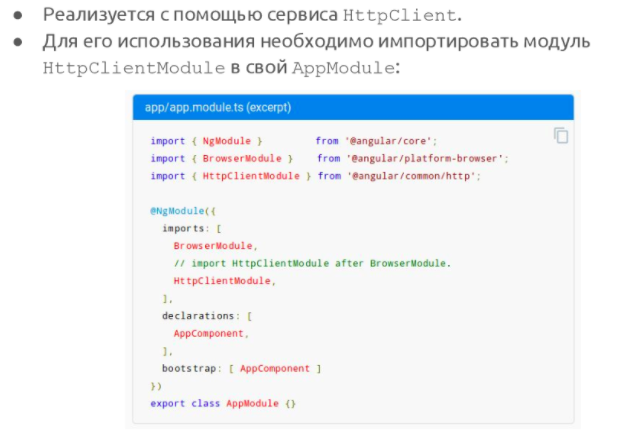 ● Реализуется с помощью сервиса HttpClient.
● Для его использования необходимо импортировать модуль
HttpClientModule в свой AppModule:
app/app.module.ts (excerpt)
import { NgModule }         from '@angular/core';
import { BrowserModule }    from '@angular/platform-browser';
import { HttpClientModule } from '@angular/common/http';
@NgModule({
  imports: [
    BrowserModule,
    // import HttpClientModule after BrowserModule.
    HttpClientModule,
  ],
  declarations: [
    AppComponent,
  ],
  bootstrap: [ AppComponent ]
})
export class AppModule {}